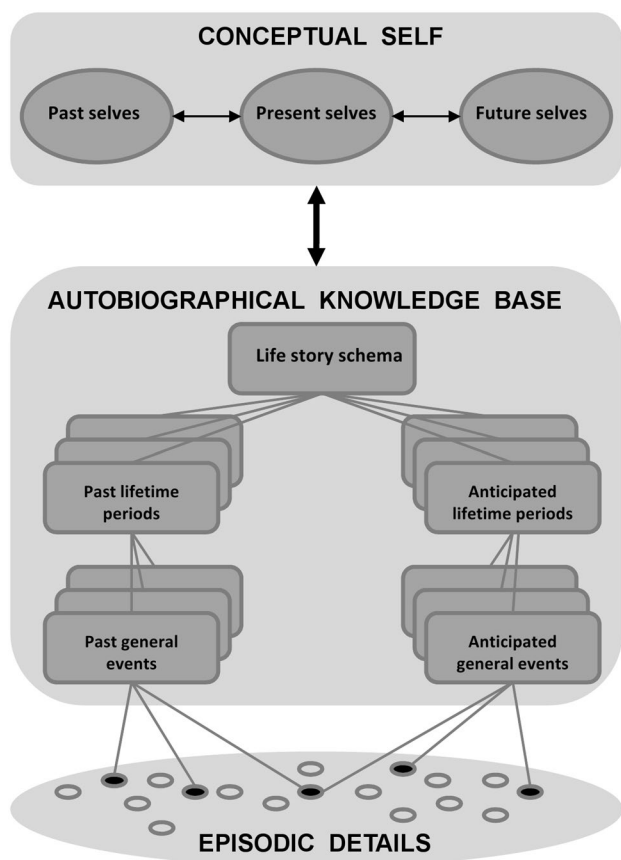 CONCEPTUAL SELF
Past selves
Present selves
Future selves
AUTOBIOGRAPHICAL KNOWLEDGE BASE
Life story schema
Past lifetime
periods
Anticipated
lifetime periods
Past general
events
Anticipated
general events
EPISODIC DETAILS